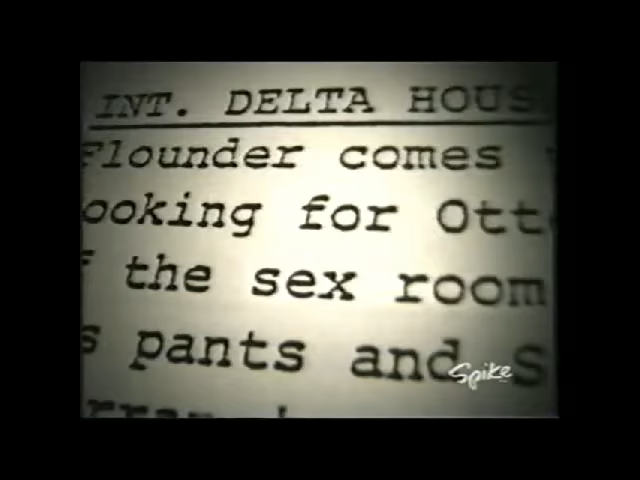 INT. DELTA HOUS
Flounder comes
ooking for Ott
f the sex room
s pants and S
Spike